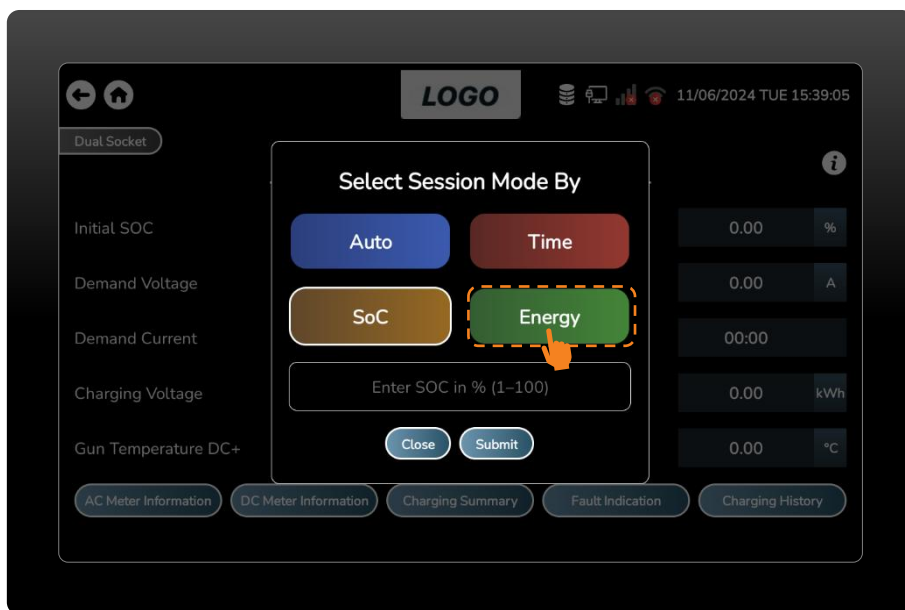 LOGO
11/06/2024 TUE 15:39:05
Dual Socket
Select Session Mode By
Auto
Time
SoC
Energy
Enter SOC in % (1–100)
Close
Submit
Initial SOC
0.00
%
Demand Voltage
0.00
A
Demand Current
00:00
Charging Voltage
0.00
kWh
Gun Temperature DC+
0.00
°C
AC Meter Information
DC Meter Information
Charging Summary
Fault Indication
Charging History